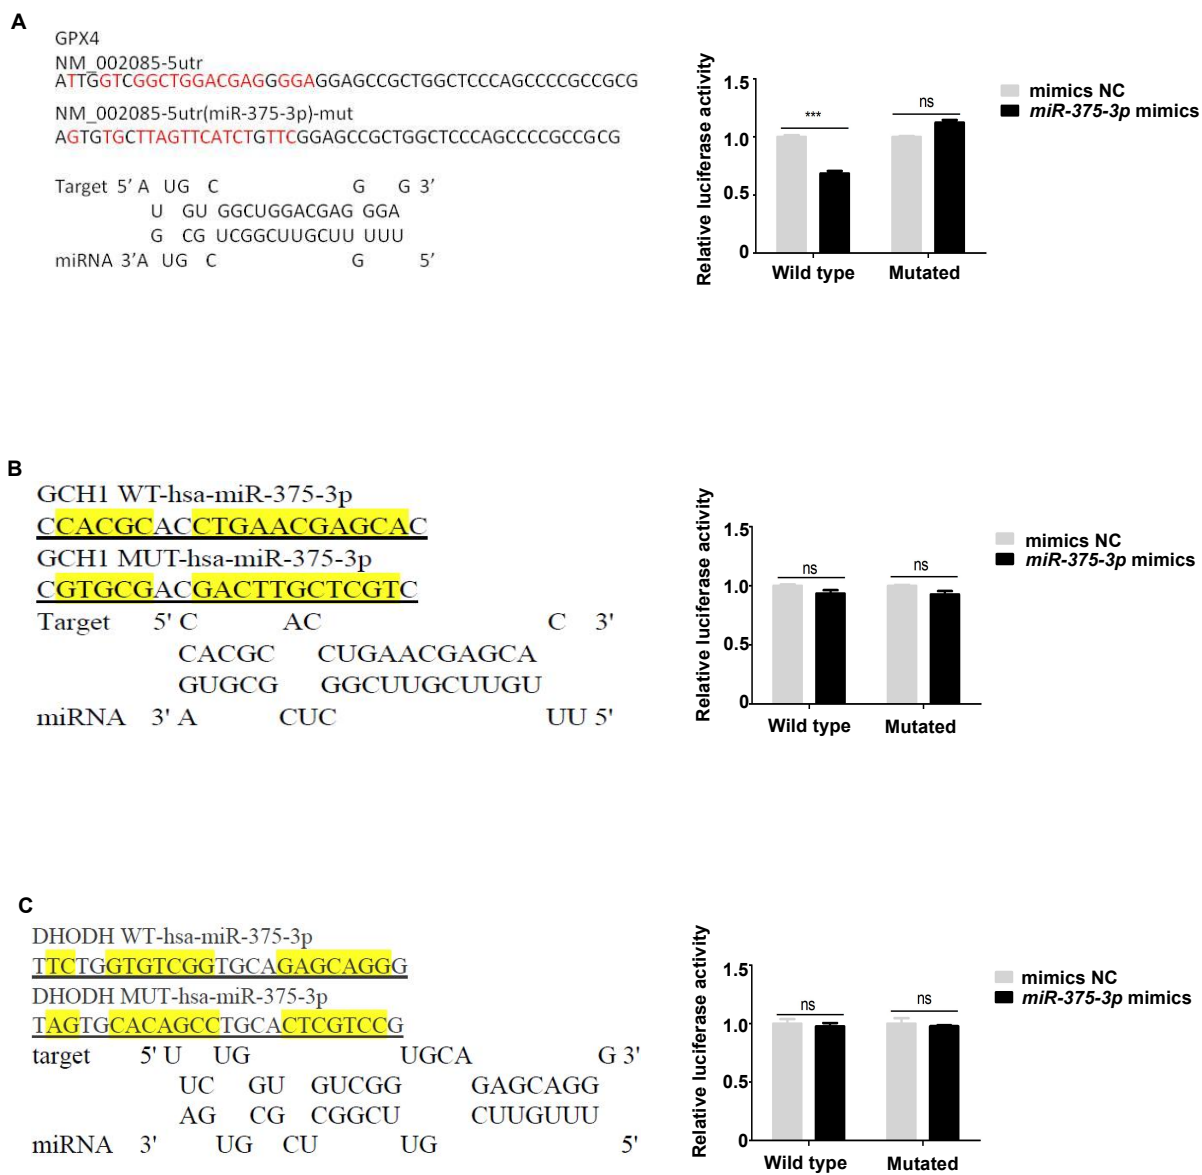 A
GPX4
NM_002085-5utr
ATTGGTCGGCTGGACGAGGGGAGGAGCCGCTGGCTCCCAGCCCCGCCGCG
NM_002085-5utr(miR-375-3p)-mut
AGTGTGCTTAGTTCATCTGTTCGGAGCCGCTGGCTCCCAGCCCCGCCGCG
Target 5' A UG C G G 3'
U GU GGCUGGACGAG GGA
G CG UCGGCUUGCUU UUU
miRNA 3'A UG C G 5'
Relative luciferase activity
1.5
1.0
0.5
0
***
ns
Wild type Mutated
mimics NC
miR-375-3p mimics
B
GCH1 WT-hsa-miR-375-3p
CCACGCACCTGAACGAGCAC
GCH1 MUT-hsa-miR-375-3p
CGTGCGACGACTTGCTCGTC
Target 5' C AC C 3'
CACGC CUGAACGAGCA
GUGCG GGCUUGCUUGU
miRNA 3' A CUC UU 5'
Relative luciferase activity
1.5
1.0
0.5
0
ns
ns
Wild type Mutated
mimics NC
miR-375-3p mimics
C
DHODH WT-hsa-miR-375-3p
TTCTGGTGTCGGTGCAGAGCAGGG
DHODH MUT-hsa-miR-375-3p
TAGTGCACAGCCTGCACTCGTCCG
target 5' U UG UGCA G 3'
UC GU GUCGG GAGCAGG
AG CG CGGCU CUUGUUU
miRNA 3' UG CU UG 5'
Relative luciferase activity
1.5
1.0
0.5
0
ns
ns
Wild type Mutated
mimics NC
miR-375-3p mimics